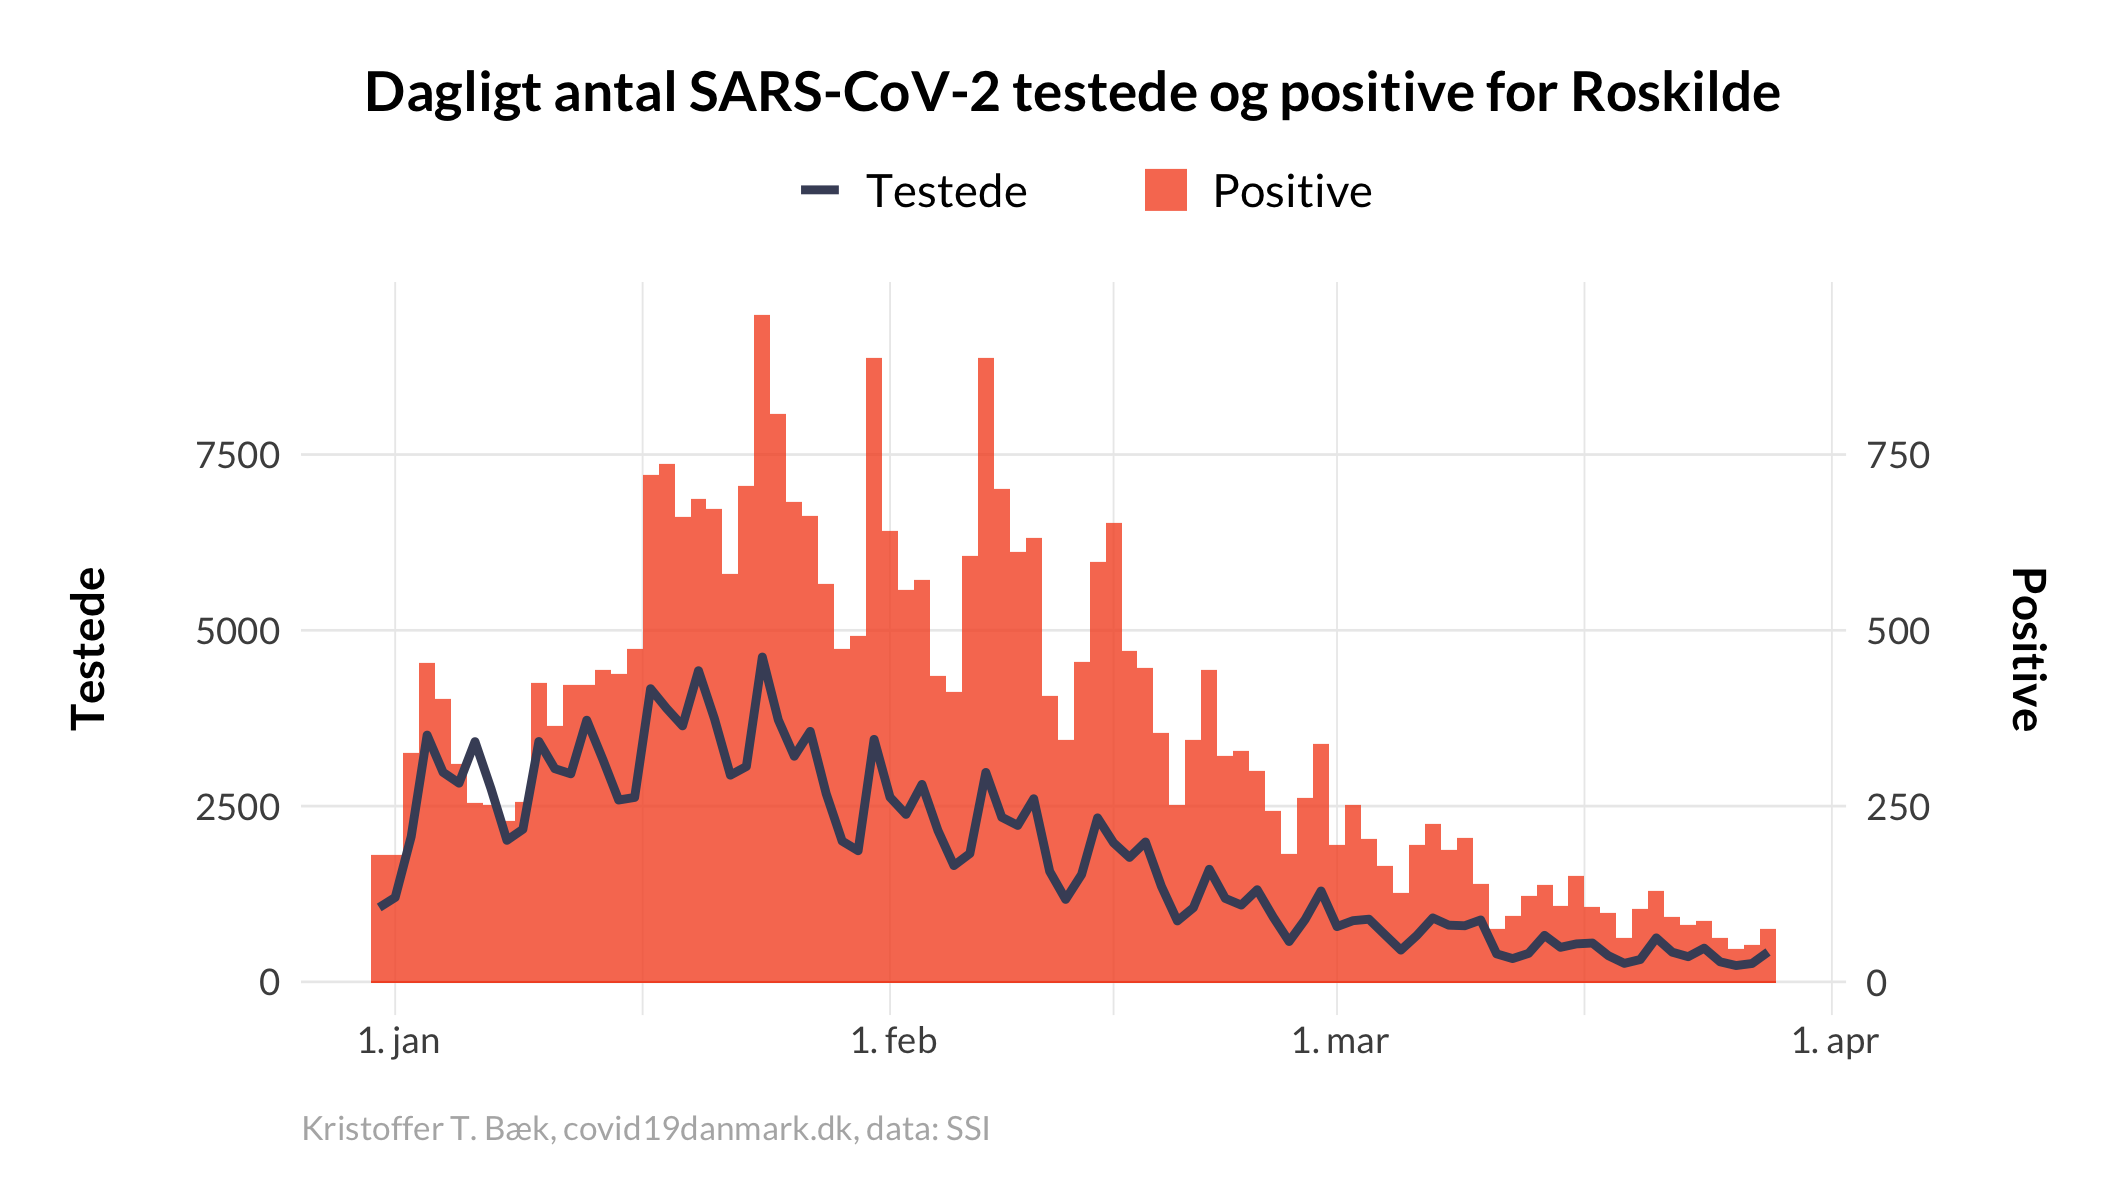 Dagligt antal SARS-CoV-2 testede og positive for Roskilde
Testede
Positive
7500
5000
2500
0
Testede
750
500
250
0
Positive
1. jan
1. feb
1. mar
1. apr
Kristoffer T. Bæk, covid19danmark.dk, data: SSI